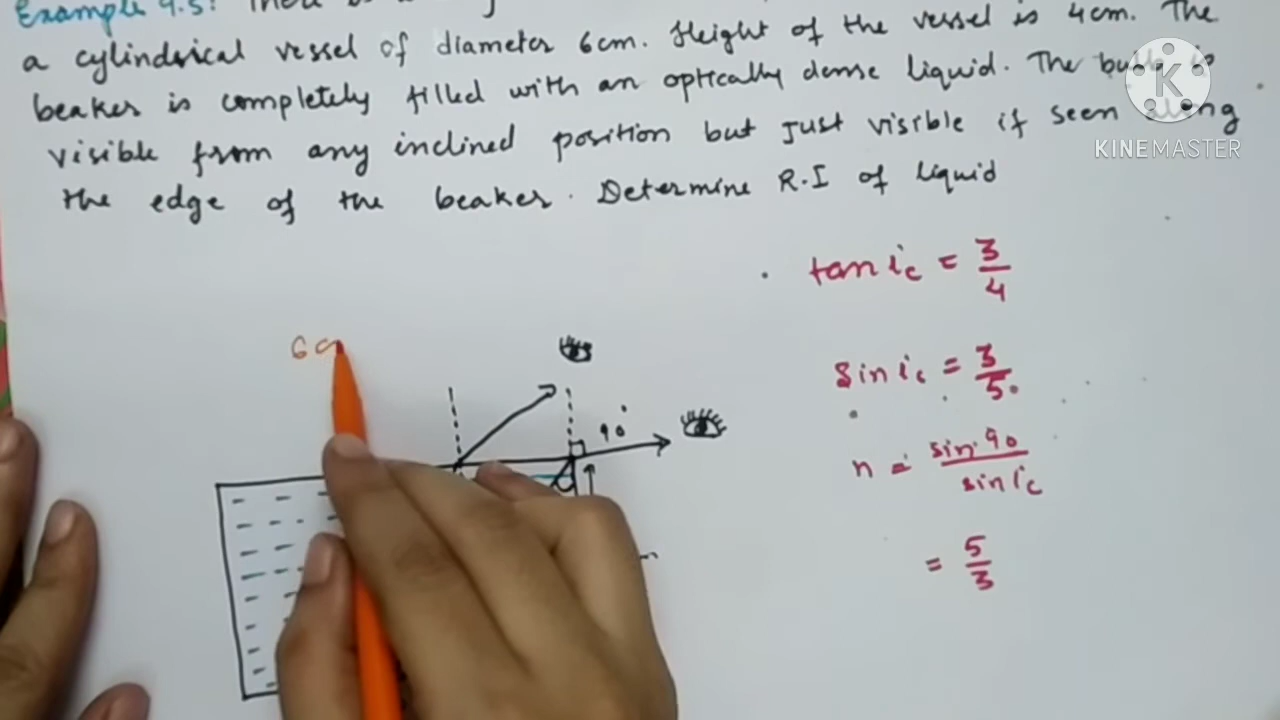 Example 9.5:
a cylindrical vessel of diameter 6cm. Height of the vessel is 4cm. The
beaker is completely filled with an optically dense liquid. The bulb is
visible from any inclined position but just visible if seen along
the edge of the beaker. Determine R.I of liquid
KINEMASTER
tan ic = 3/4
6c
90°
sin ic = 3/5
n = sin 90/sin ic
= 5/3